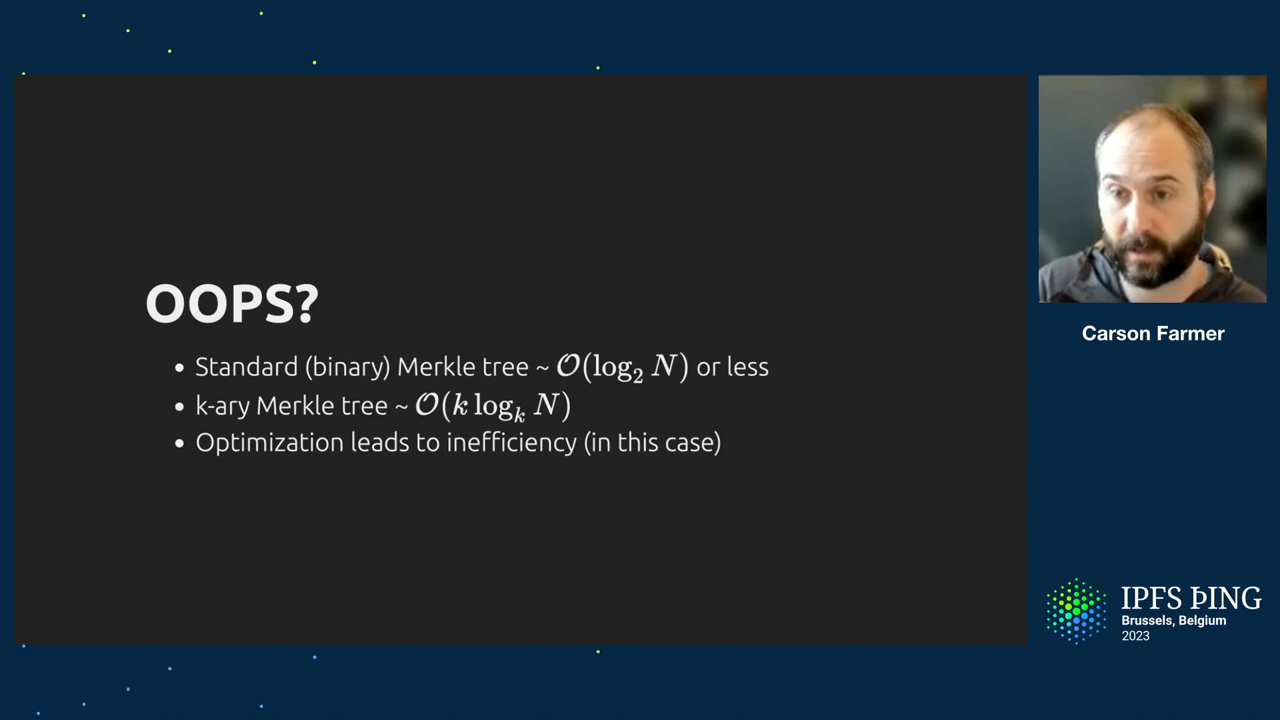 OOPS?
• Standard (binary) Merkle tree ~ 𝒪(log₂ N) or less
• k-ary Merkle tree ~ 𝒪(k logₖ N)
• Optimization leads to inefficiency (in this case)
Carson Farmer
IPFS ÞING
Brussels, Belgium
2023